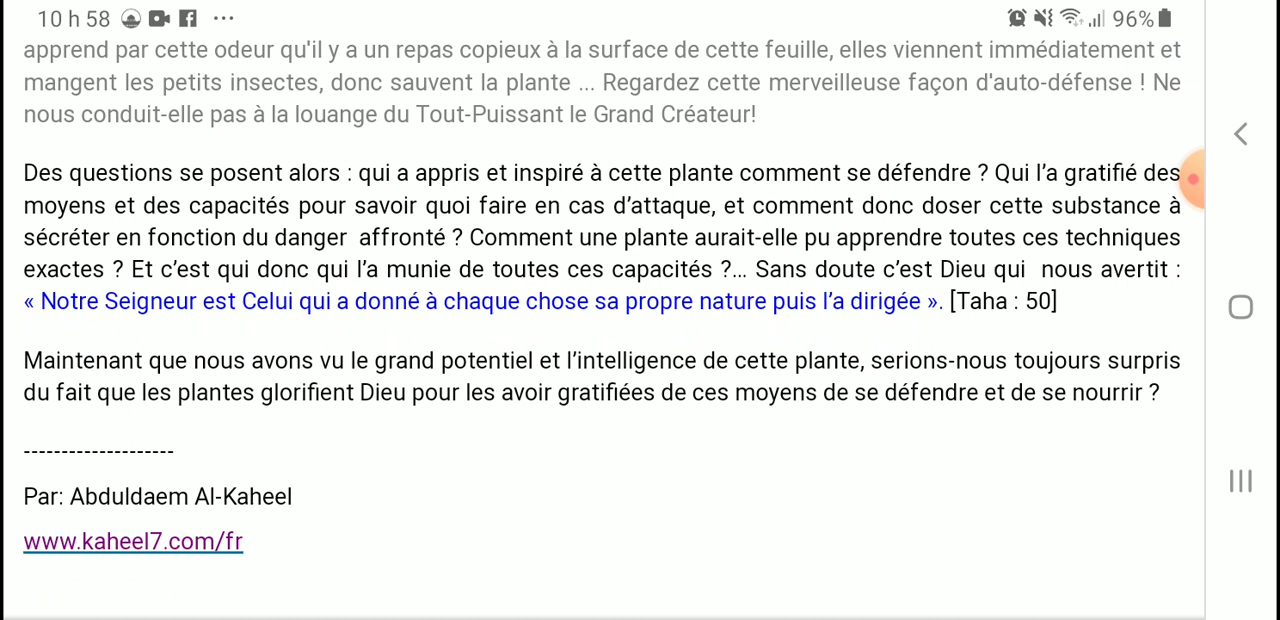 10 h 58 ... 96%
apprend par cette odeur qu'il y a un repas copieux à la surface de cette feuille, elles viennent immédiatement et
mangent les petits insectes, donc sauvent la plante ... Regardez cette merveilleuse façon d'auto-défense ! Ne
nous conduit-elle pas à la louange du Tout-Puissant le Grand Créateur!
Des questions se posent alors : qui a appris et inspiré à cette plante comment se défendre ? Qui l’a gratifié des
moyens et des capacités pour savoir quoi faire en cas d’attaque, et comment donc doser cette substance à
sécréter en fonction du danger  affronté ? Comment une plante aurait-elle pu apprendre toutes ces techniques
exactes ? Et c’est qui donc qui l’a munie de toutes ces capacités ?... Sans doute c’est Dieu qui  nous avertit :
« Notre Seigneur est Celui qui a donné à chaque chose sa propre nature puis l’a dirigée ». [Taha : 50]
Maintenant que nous avons vu le grand potentiel et l’intelligence de cette plante, serions-nous toujours surpris
du fait que les plantes glorifient Dieu pour les avoir gratifiées de ces moyens de se défendre et de se nourrir ?
--------------------
Par: Abduldaem Al-Kaheel
www.kaheel7.com/fr